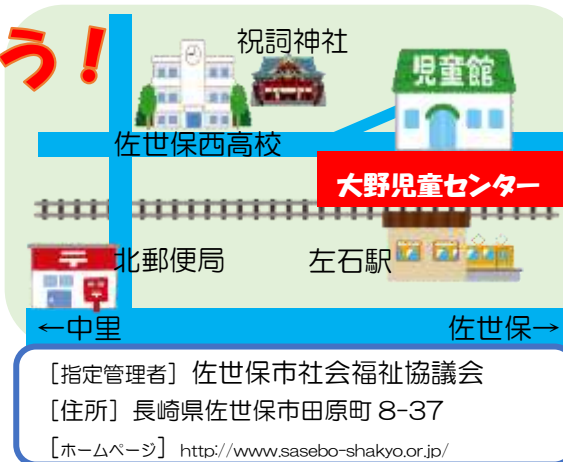 う！
祝詞神社
児童館
佐世保西高校
大野児童センター
北郵便局
左石駅
←中里
佐世保→
［指定管理者］佐世保市社会福祉協議会
［住所］長崎県佐世保市田原町 8-37
［ホームページ］http://www.sasebo-shakyo.or.jp/